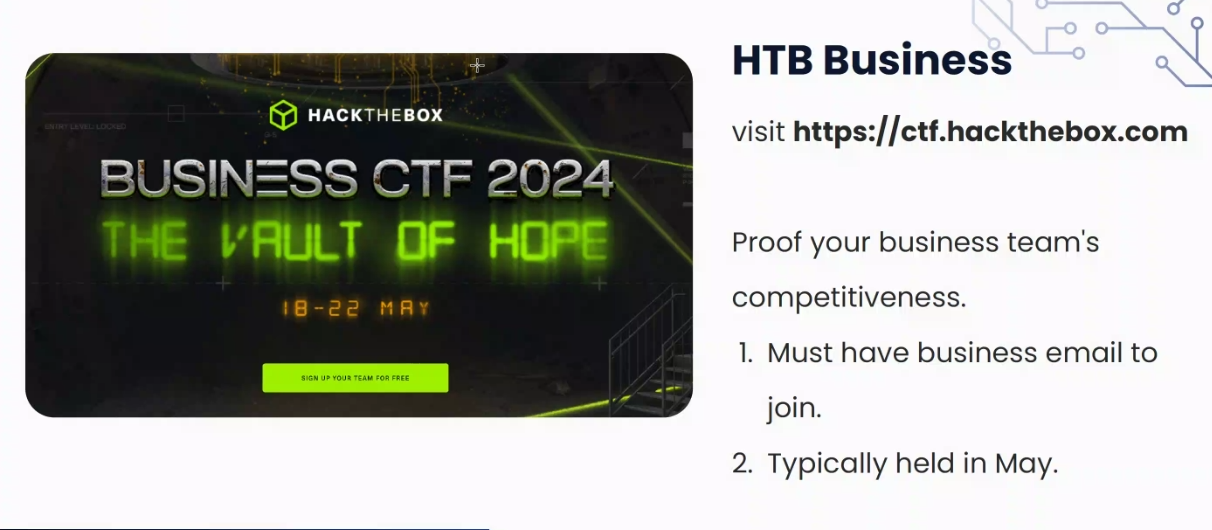 HACKTHEBOX
ENTRY LEVEL: LOCKED
BUSINESS CTF 2024
THE VAULT OF HOPE
18-22 MAY
SIGN UP YOUR TEAM FOR FREE
HTB Business
visit https://ctf.hackthebox.com
Proof your business team's
competitiveness.
1. Must have business email to
join.
2. Typically held in May.